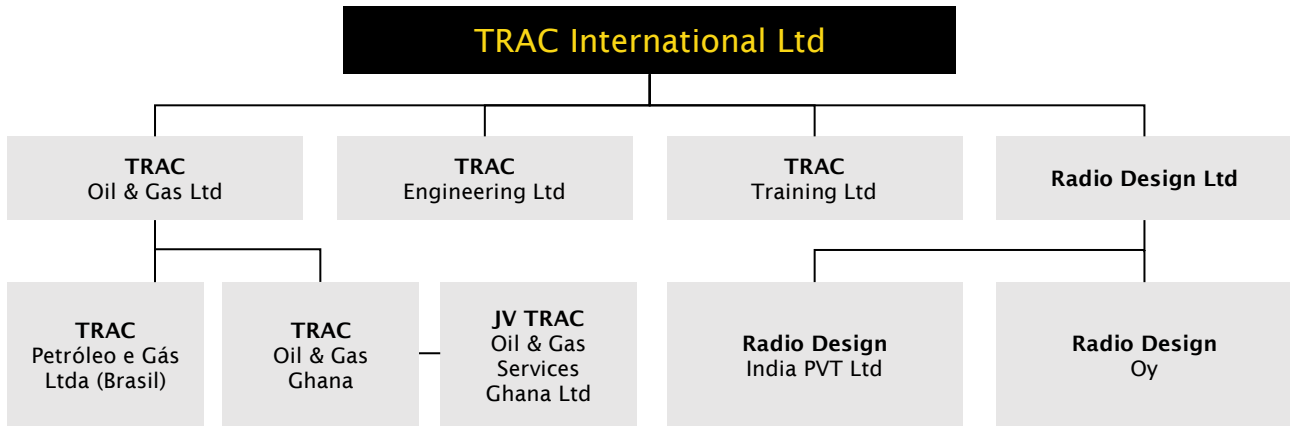 TRAC International Ltd
TRAC
Oil & Gas Ltd
TRAC
Engineering Ltd
TRAC
Training Ltd
Radio Design Ltd
TRAC
Petróleo e Gás
Ltda (Brasil)
TRAC
Oil & Gas
Ghana
JV TRAC
Oil & Gas
Services
Ghana Ltd
Radio Design
India PVT Ltd
Radio Design
Oy